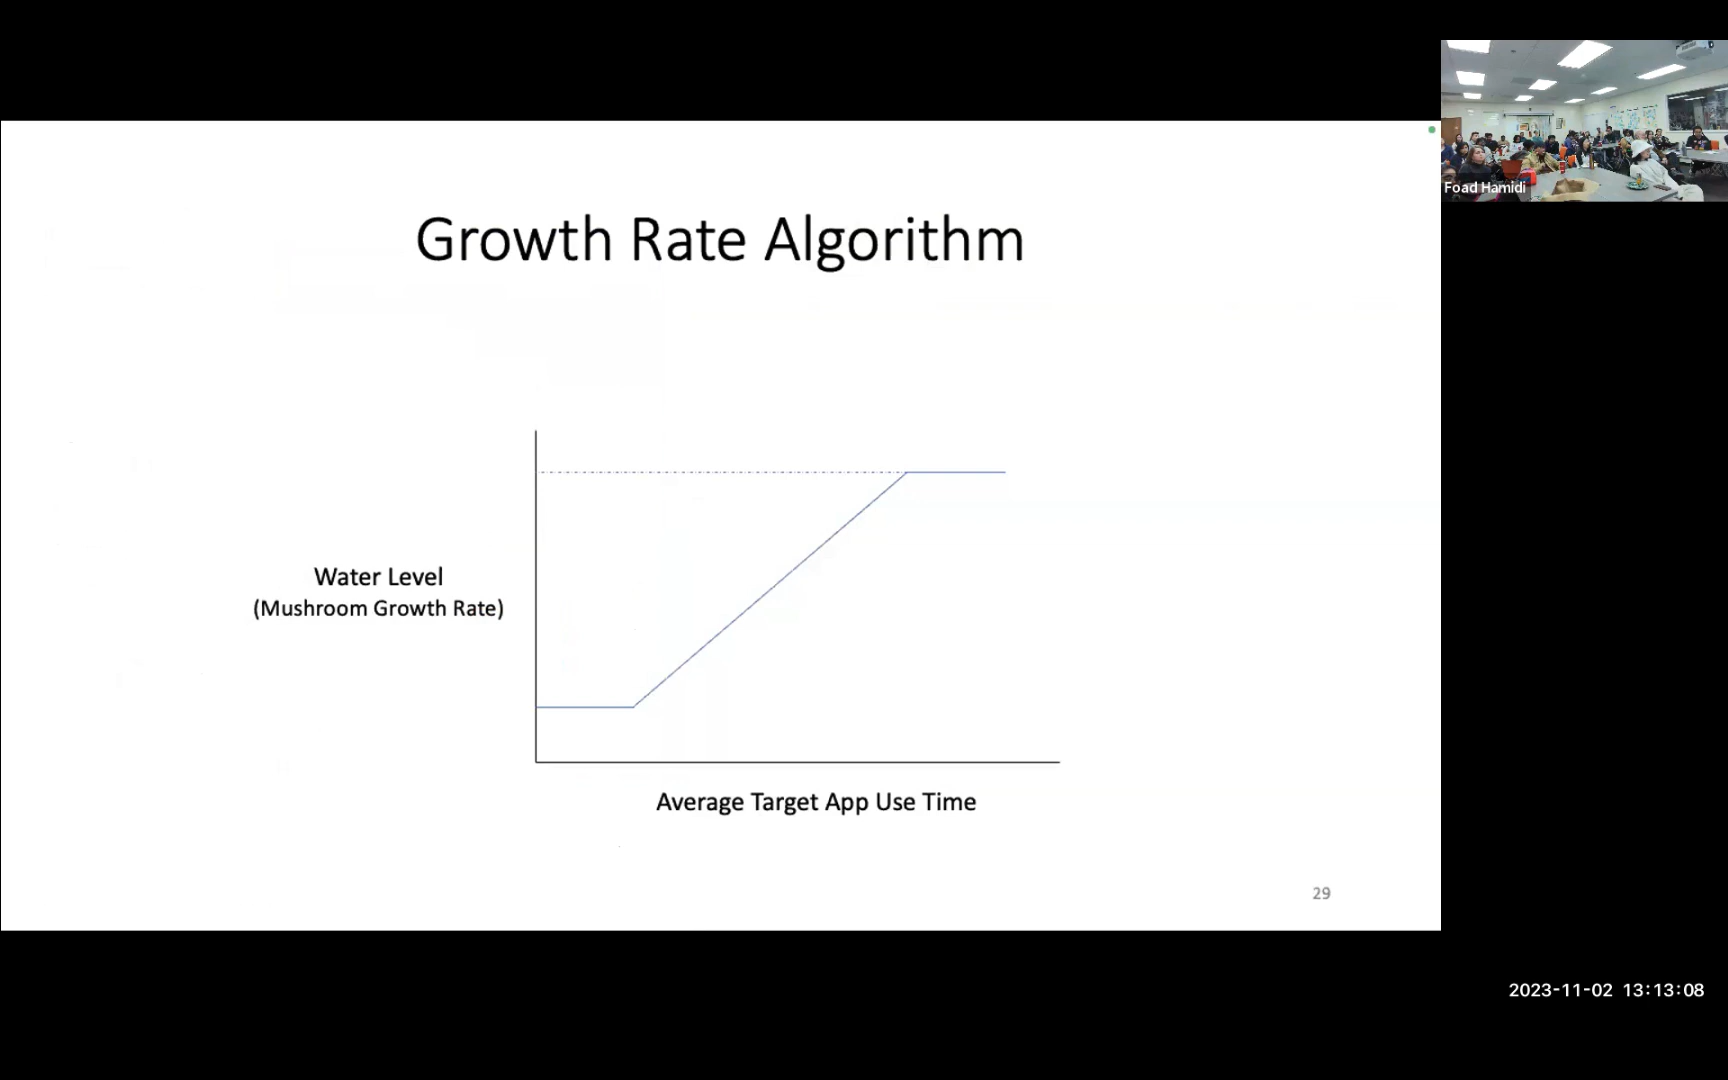 Foad Hamidi
Growth Rate Algorithm
Water Level
(Mushroom Growth Rate)
Average Target App Use Time
29
2023-11-02 13:13:08